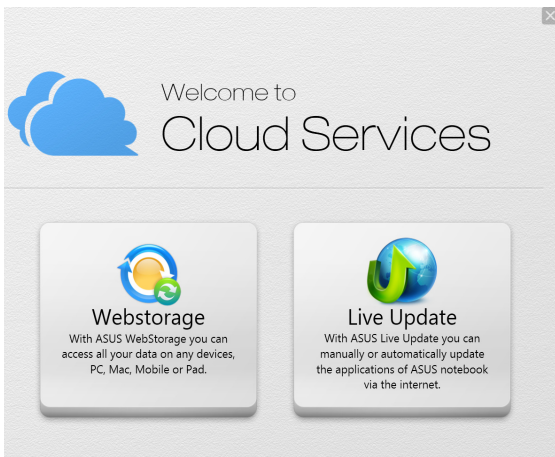 Welcome to
Cloud Services
Webstorage
With ASUS WebStorage you can
access all your data on any devices,
PC, Mac, Mobile or Pad.
Live Update
With ASUS Live Update you can
manually or automatically update
the applications of ASUS notebook
via the internet.